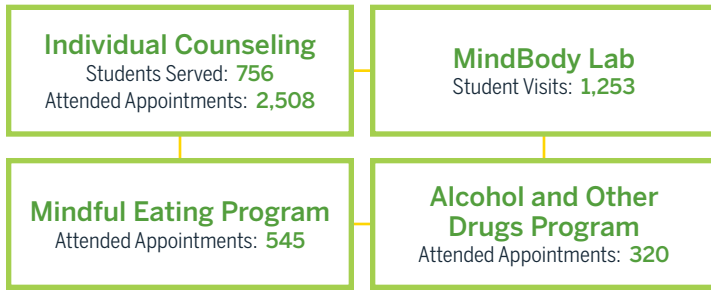 Individual Counseling
Students Served: 756
Attended Appointments: 2,508
MindBody Lab
Student Visits: 1,253
Mindful Eating Program
Attended Appointments: 545
Alcohol and Other
Drugs Program
Attended Appointments: 320